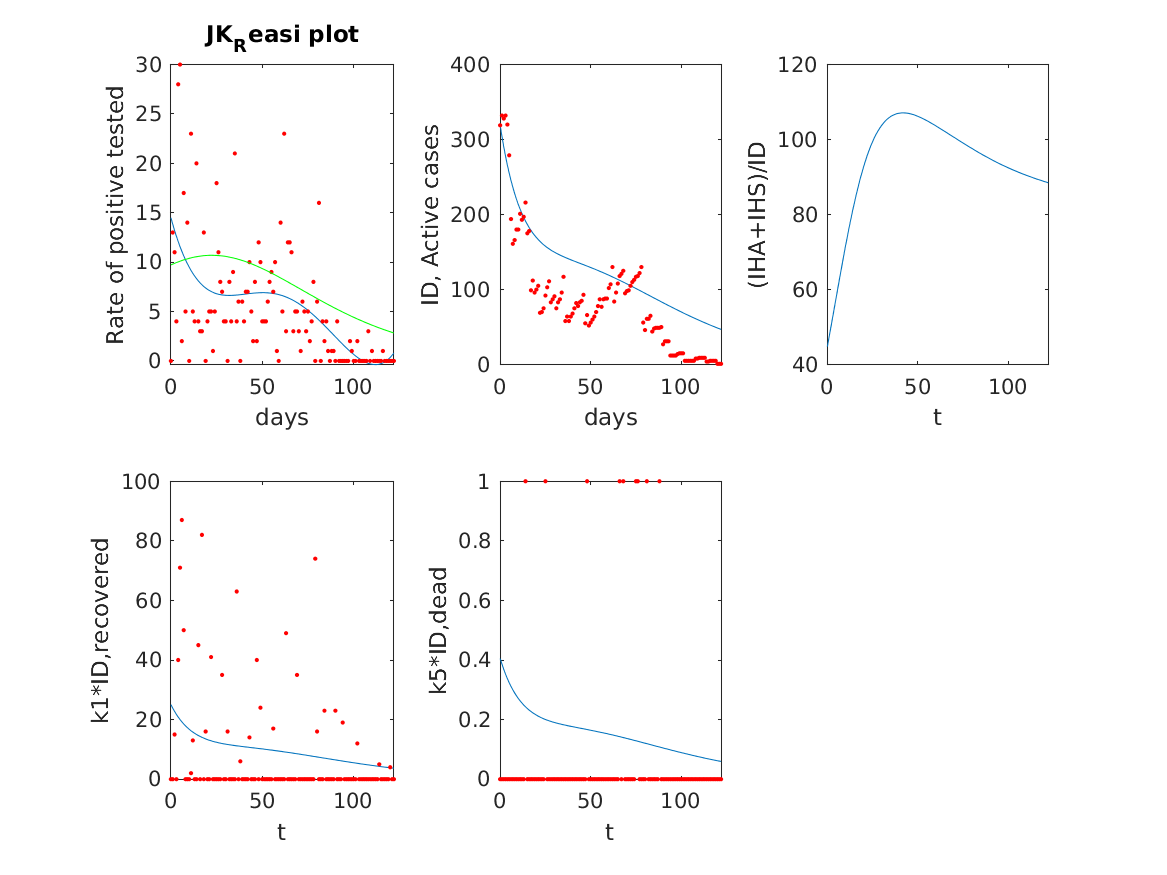 JK_Reasi plot
30
25
20
15
10
5
0
Rate of positive tested
0 50 100
days
400
300
200
100
0
ID, Active cases
0 50 100
days
120
100
80
60
40
(IHA+IHS)/ID
0 50 100
t
100
80
60
40
20
0
k1*ID,recovered
0 50 100
t
1
0.8
0.6
0.4
0.2
0
k5*ID,dead
0 50 100
t